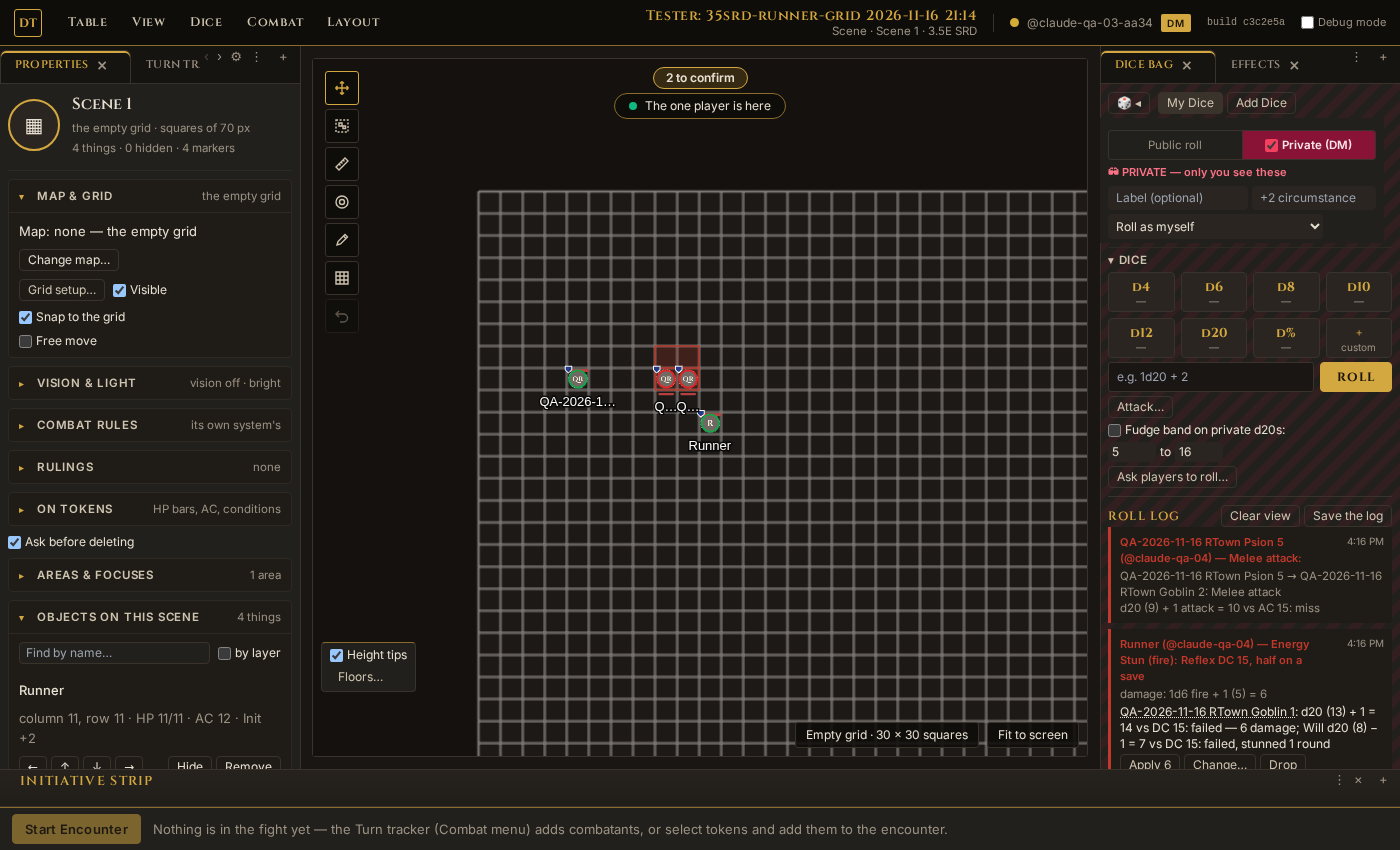 DT
TABLE
VIEW
DICE
COMBAT
LAYOUT
TESTER: 35SRD-RUNNER-GRID 2026-11-16 21:14
Scene · Scene 1 · 3.5E SRD
@claude-qa-03-aa34
DM
build c3c2e5a
Debug mode
PROPERTIES ×
TURN TR
SCENE 1
the empty grid · squares of 70 px
4 things · 0 hidden · 4 markers
MAP & GRID
the empty grid
Map: none — the empty grid
Change map...
Grid setup...
Visible
Snap to the grid
Free move
VISION & LIGHT
vision off · bright
COMBAT RULES
its own system's
RULINGS
none
ON TOKENS
HP bars, AC, conditions
Ask before deleting
AREAS & FOCUSES
1 area
OBJECTS ON THIS SCENE
4 things
Find by name...
by layer
Runner
column 11, row 11 · HP 11/11 · AC 12 · Init
+2
← ↑ ↓ →
Hide
Remove
2 to confirm
The one player is here
QR
QR
QR
QA-2026-1...
Q...Q...
R
Runner
Height tips
Floors...
Empty grid · 30 × 30 squares
Fit to screen
DICE BAG ×
EFFECTS ×
My Dice
Add Dice
Public roll
Private (DM)
PRIVATE — only you see these
Label (optional)
+2 circumstance
Roll as myself
DICE
D4
—
D6
—
D8
—
D10
—
D12
—
D20
—
D%
—
+
custom
e.g. 1d20 + 2
ROLL
Attack...
Fudge band on private d20s:
5 to 16
Ask players to roll...
ROLL LOG
Clear view
Save the log
QA-2026-11-16 RTown Psion 5
(@claude-qa-04) — Melee attack:
4:16 PM
QA-2026-11-16 RTown Psion 5 → QA-2026-11-16
RTown Goblin 2: Melee attack
d20 (9) + 1 attack = 10 vs AC 15: miss
Runner (@claude-qa-04) — Energy
Stun (fire): Reflex DC 15, half on a
save
4:16 PM
damage: 1d6 fire + 1 (5) = 6
QA-2026-11-16 RTown Goblin 1: d20 (13) + 1 =
14 vs DC 15: failed — 6 damage; Will d20 (8) −
1 = 7 vs DC 15: failed, stunned 1 round
Apply 6
Change...
Drop
INITIATIVE STRIP
Start Encounter
Nothing is in the fight yet — the Turn tracker (Combat menu) adds combatants, or select tokens and add them to the encounter.